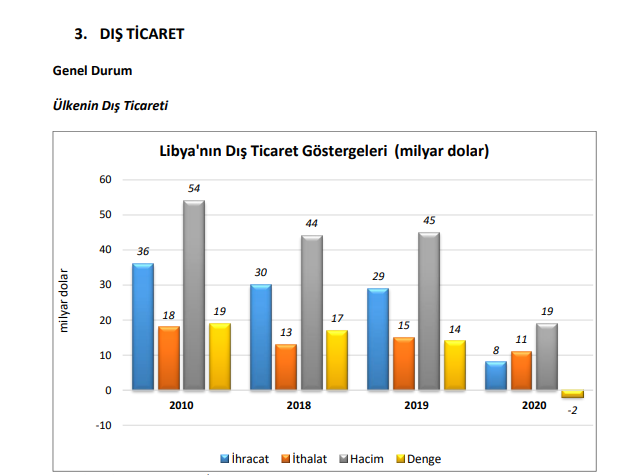 3. DIŞ TİCARET
Genel Durum
Ülkenin Dış Ticareti
Libya'nın Dış Ticaret Göstergeleri (milyar dolar)
milyar dolar
60
50
40
30
20
10
0
-10
36 18 54 19
30 13 44 17
29 15 45 14
8 11 19 -2
2010 2018 2019 2020
İhracat İthalat Hacim Denge